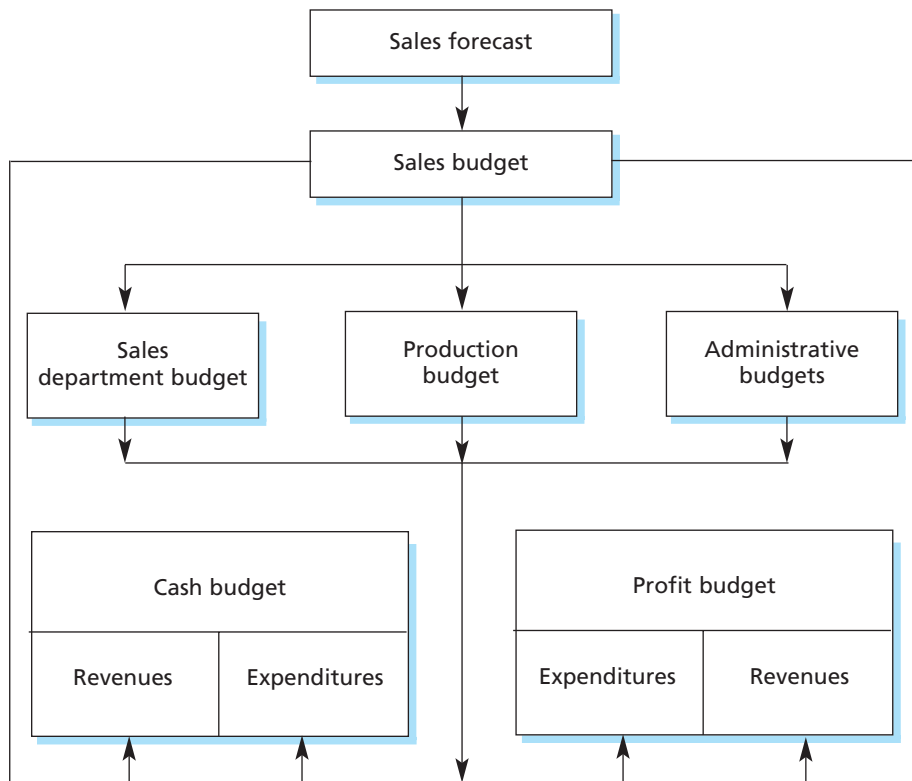 Sales forecast
Sales budget
Sales
department budget
Production
budget
Administrative
budgets
Cash budget
Revenues
Expenditures
Profit budget
Expenditures
Revenues